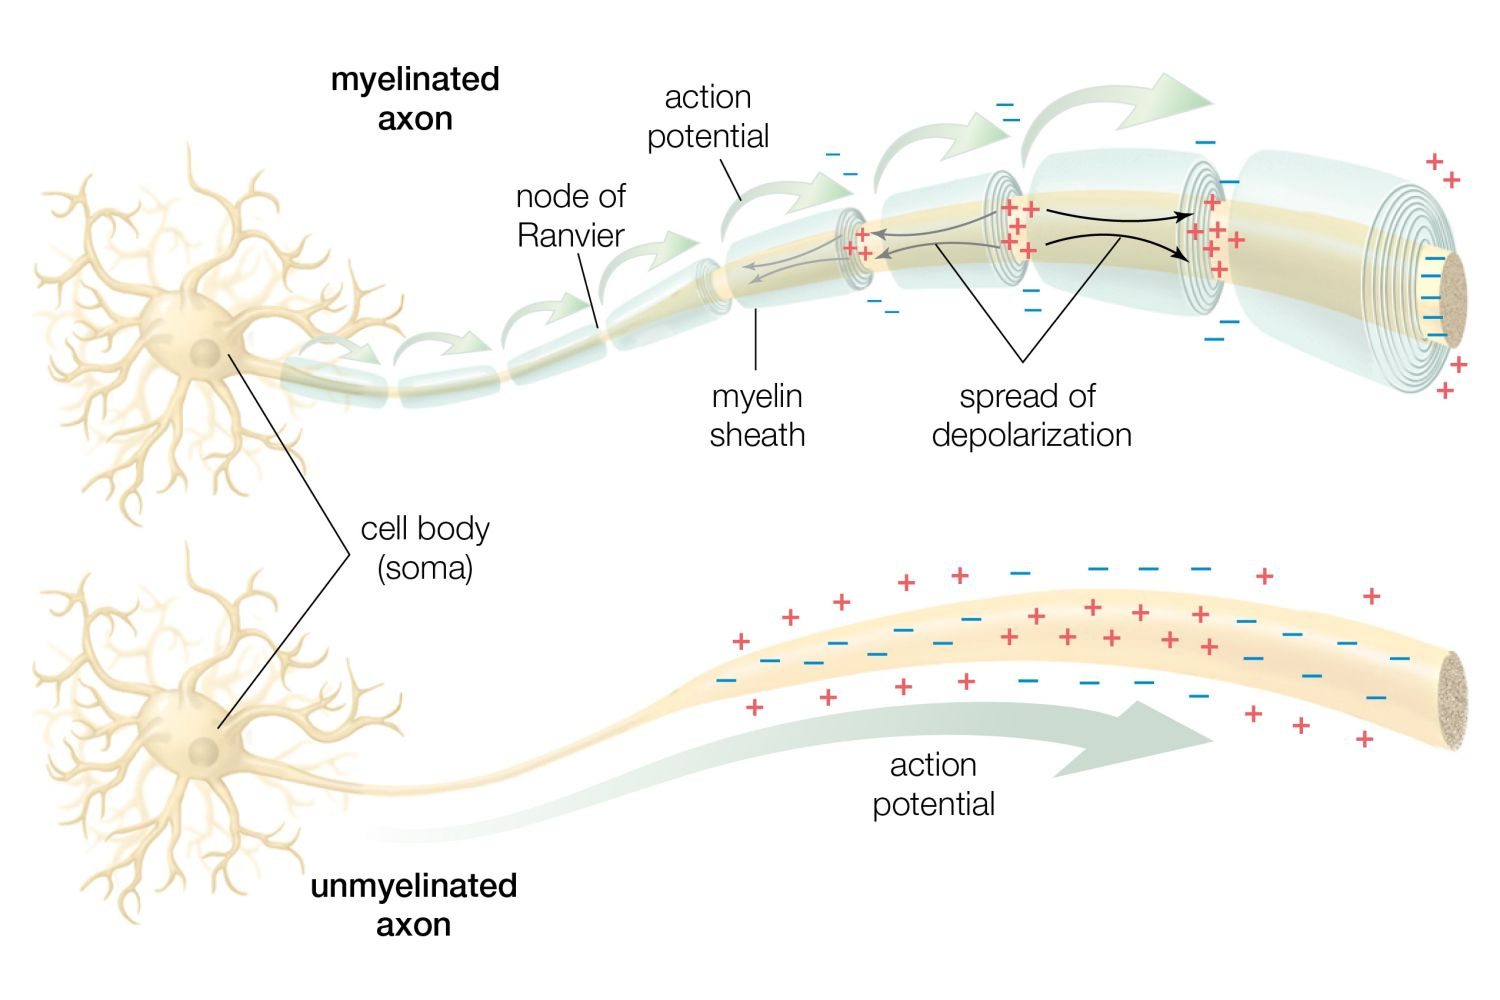 myelinated
axon
action
potential
node of
Ranvier
myelin
sheath
spread of
depolarization
cell body
(soma)
action
potential
unmyelinated
axon